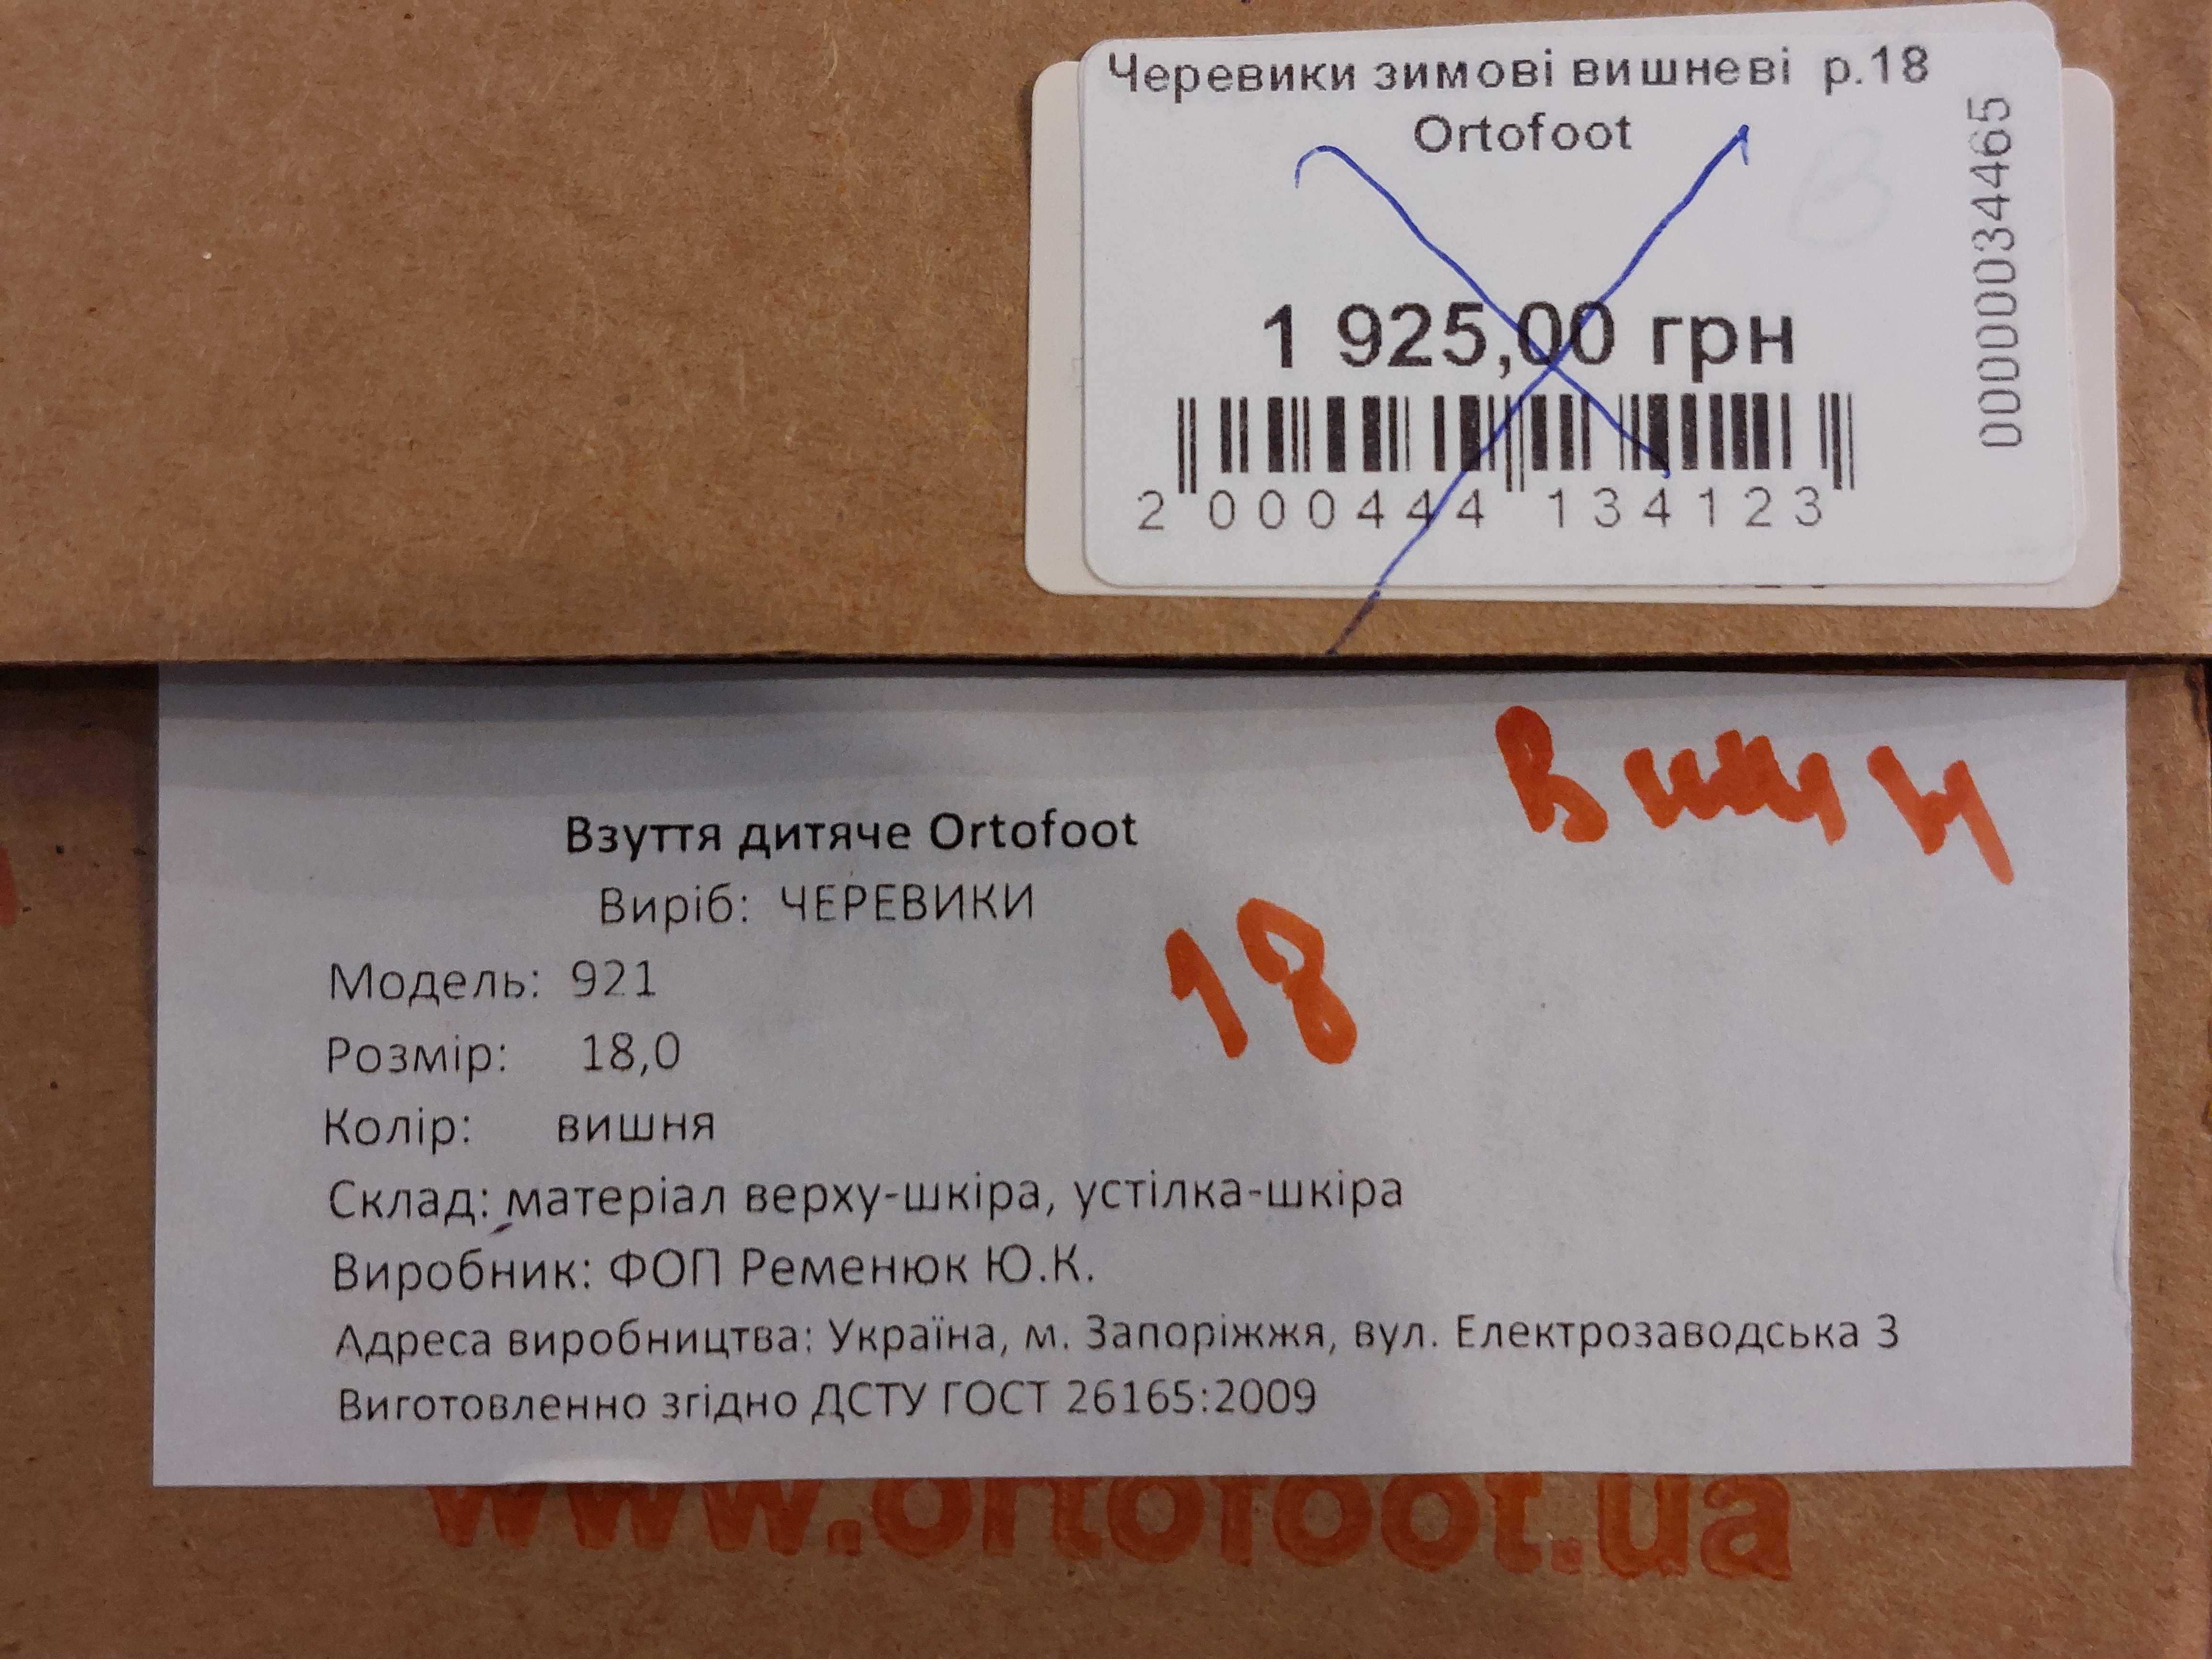 Черевики зимові вишневі р.18
Ortofoot
0000034465
1 925,00 грн
2 000444 134123
Вишн
Взуття дитяче Ortofoot
Виріб: ЧЕРЕВИКИ
18
Модель: 921
Розмір: 18,0
Колір: вишня
Склад: матеріал верху-шкіра, устілка-шкіра
Виробник: ФОП Ременюк Ю.К.
Адреса виробництва: Україна, м. Запоріжжя, вул. Електрозаводська 3
Виготовленно згідно ДСТУ ГОСТ 26165:2009
www.ortofoot.ua